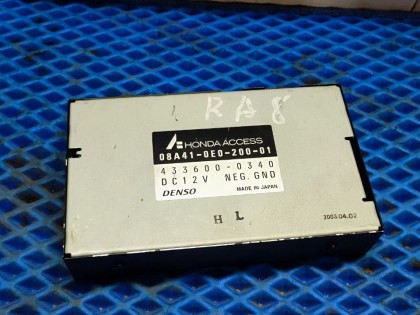 RA8
HONDA ACCESS
08A41-0E0-200-01
433600-0340
DC12V NEG. GND
DENSO MADE IN JAPAN
H L
2003.04.02